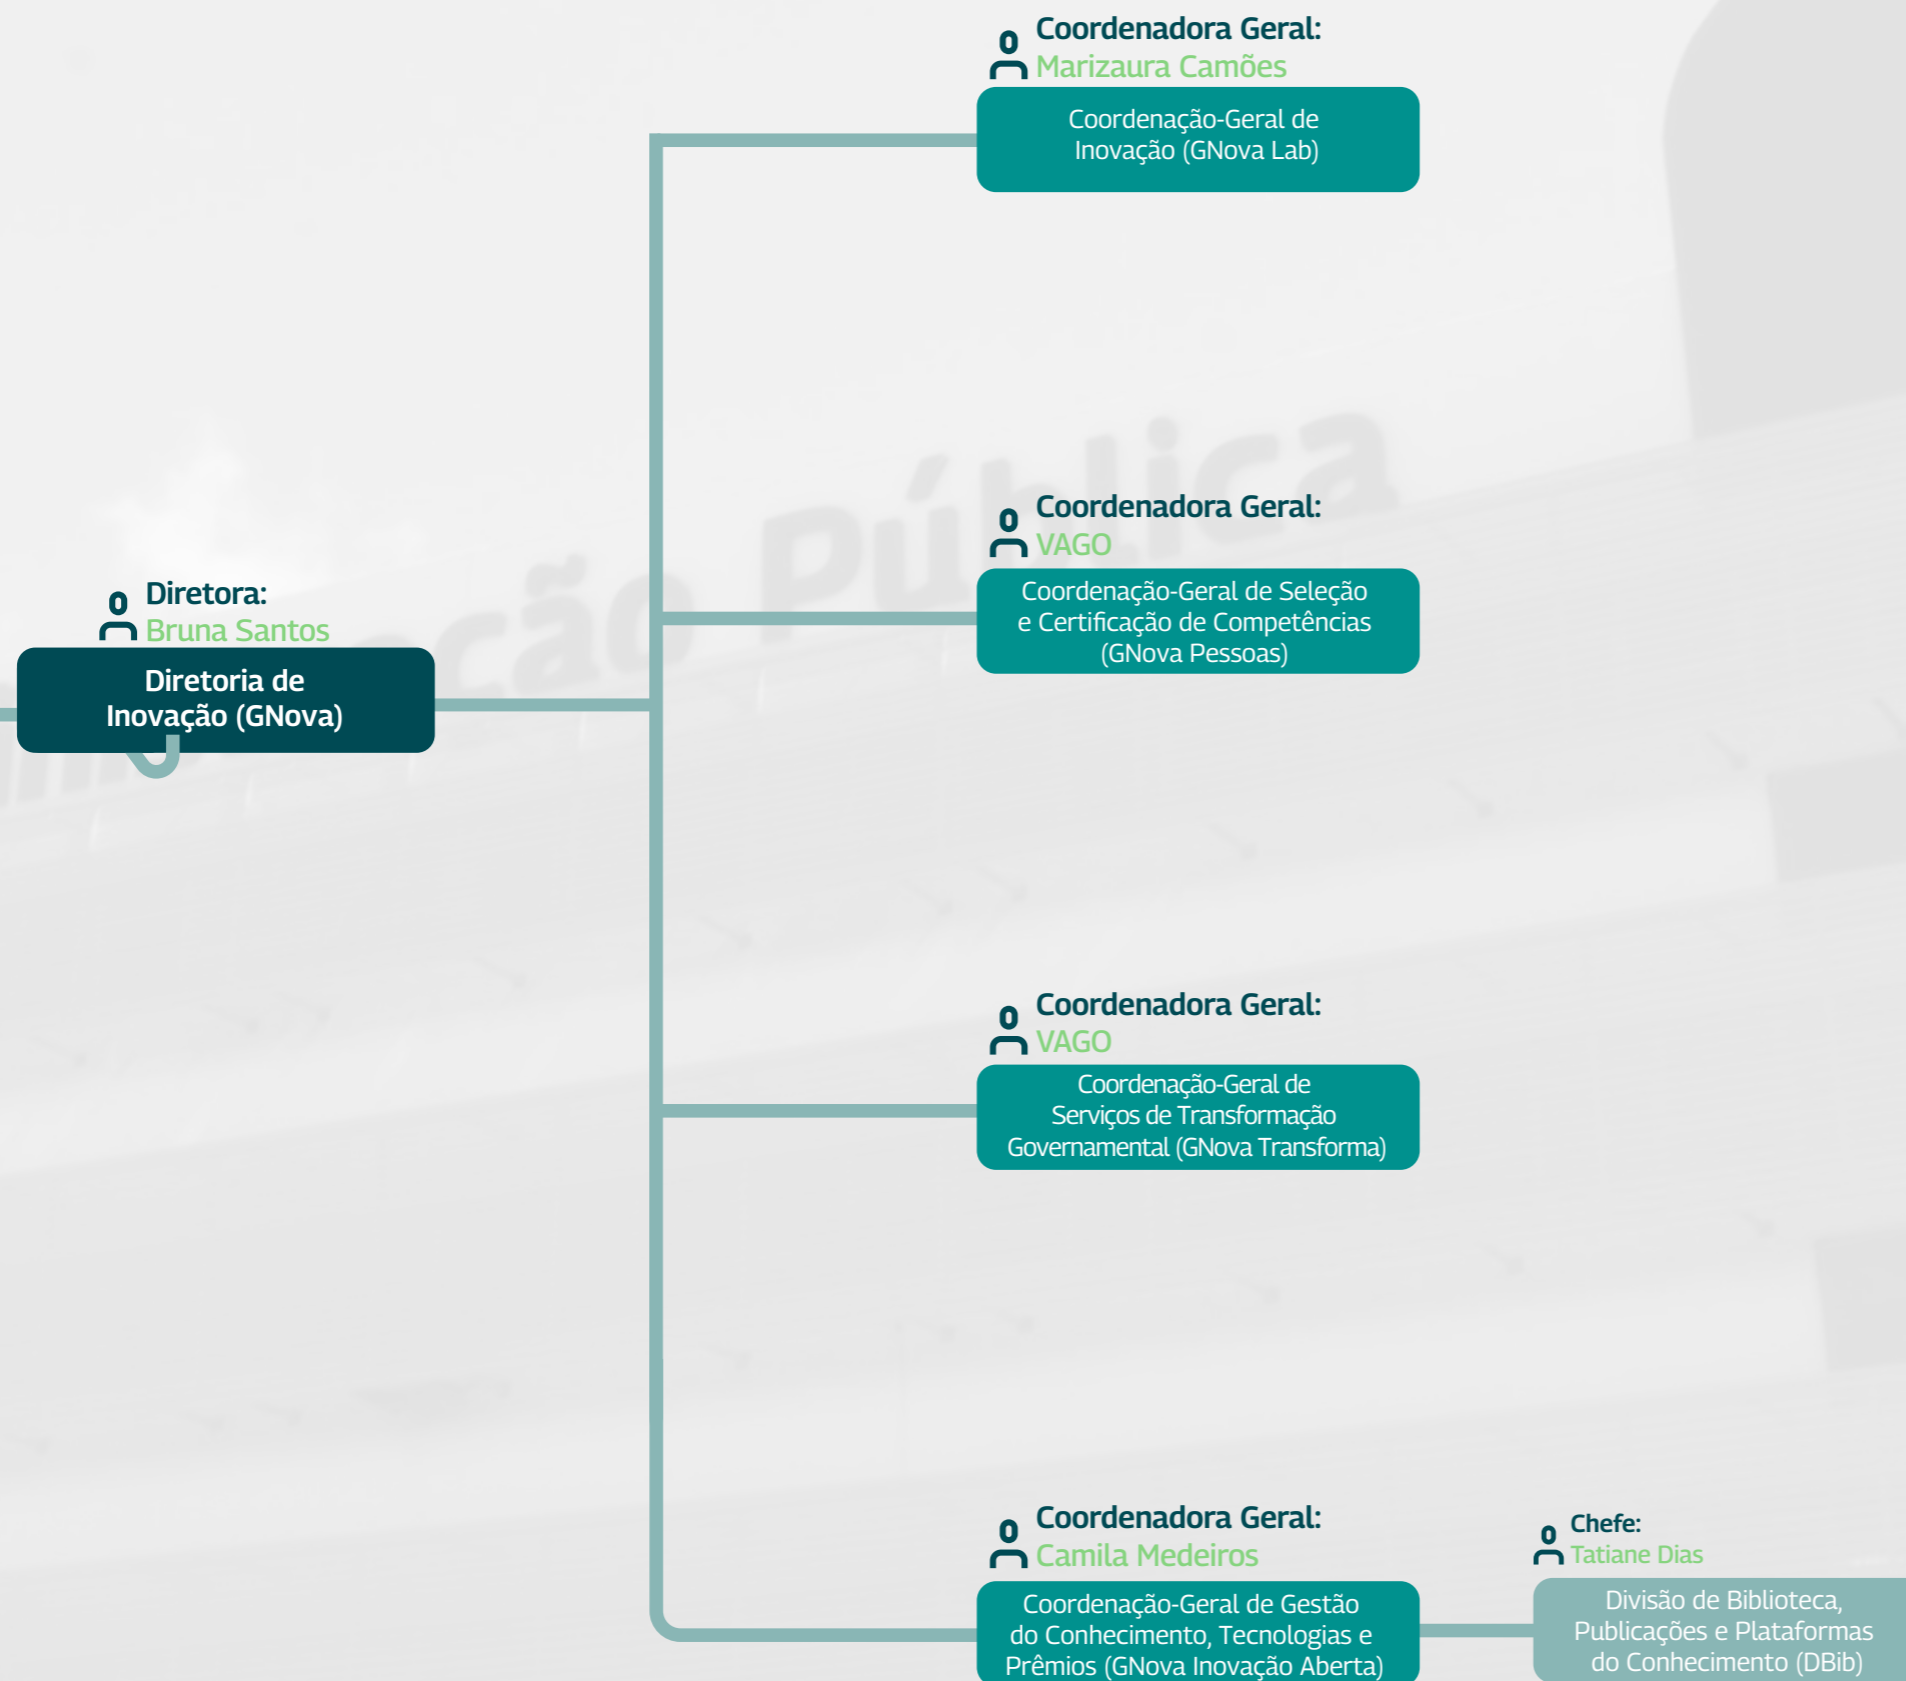 Coordenadora Geral:
Marizaura Camões
Coordenação-Geral de
Inovação (GNova Lab)
Coordenadora Geral:
VAGO
Coordenação-Geral de Seleção
e Certificação de Competências
(GNova Pessoas)
Diretora:
Bruna Santos
Diretoria de
Inovação (GNova)
Coordenadora Geral:
VAGO
Coordenação-Geral de
Serviços de Transformação
Governamental (GNova Transforma)
Coordenadora Geral:
Camila Medeiros
Coordenação-Geral de Gestão
do Conhecimento, Tecnologias e
Prêmios (GNova Inovação Aberta)
Chefe:
Tatiane Dias
Divisão de Biblioteca,
Publicações e Plataformas
do Conhecimento (DBib)
Pública